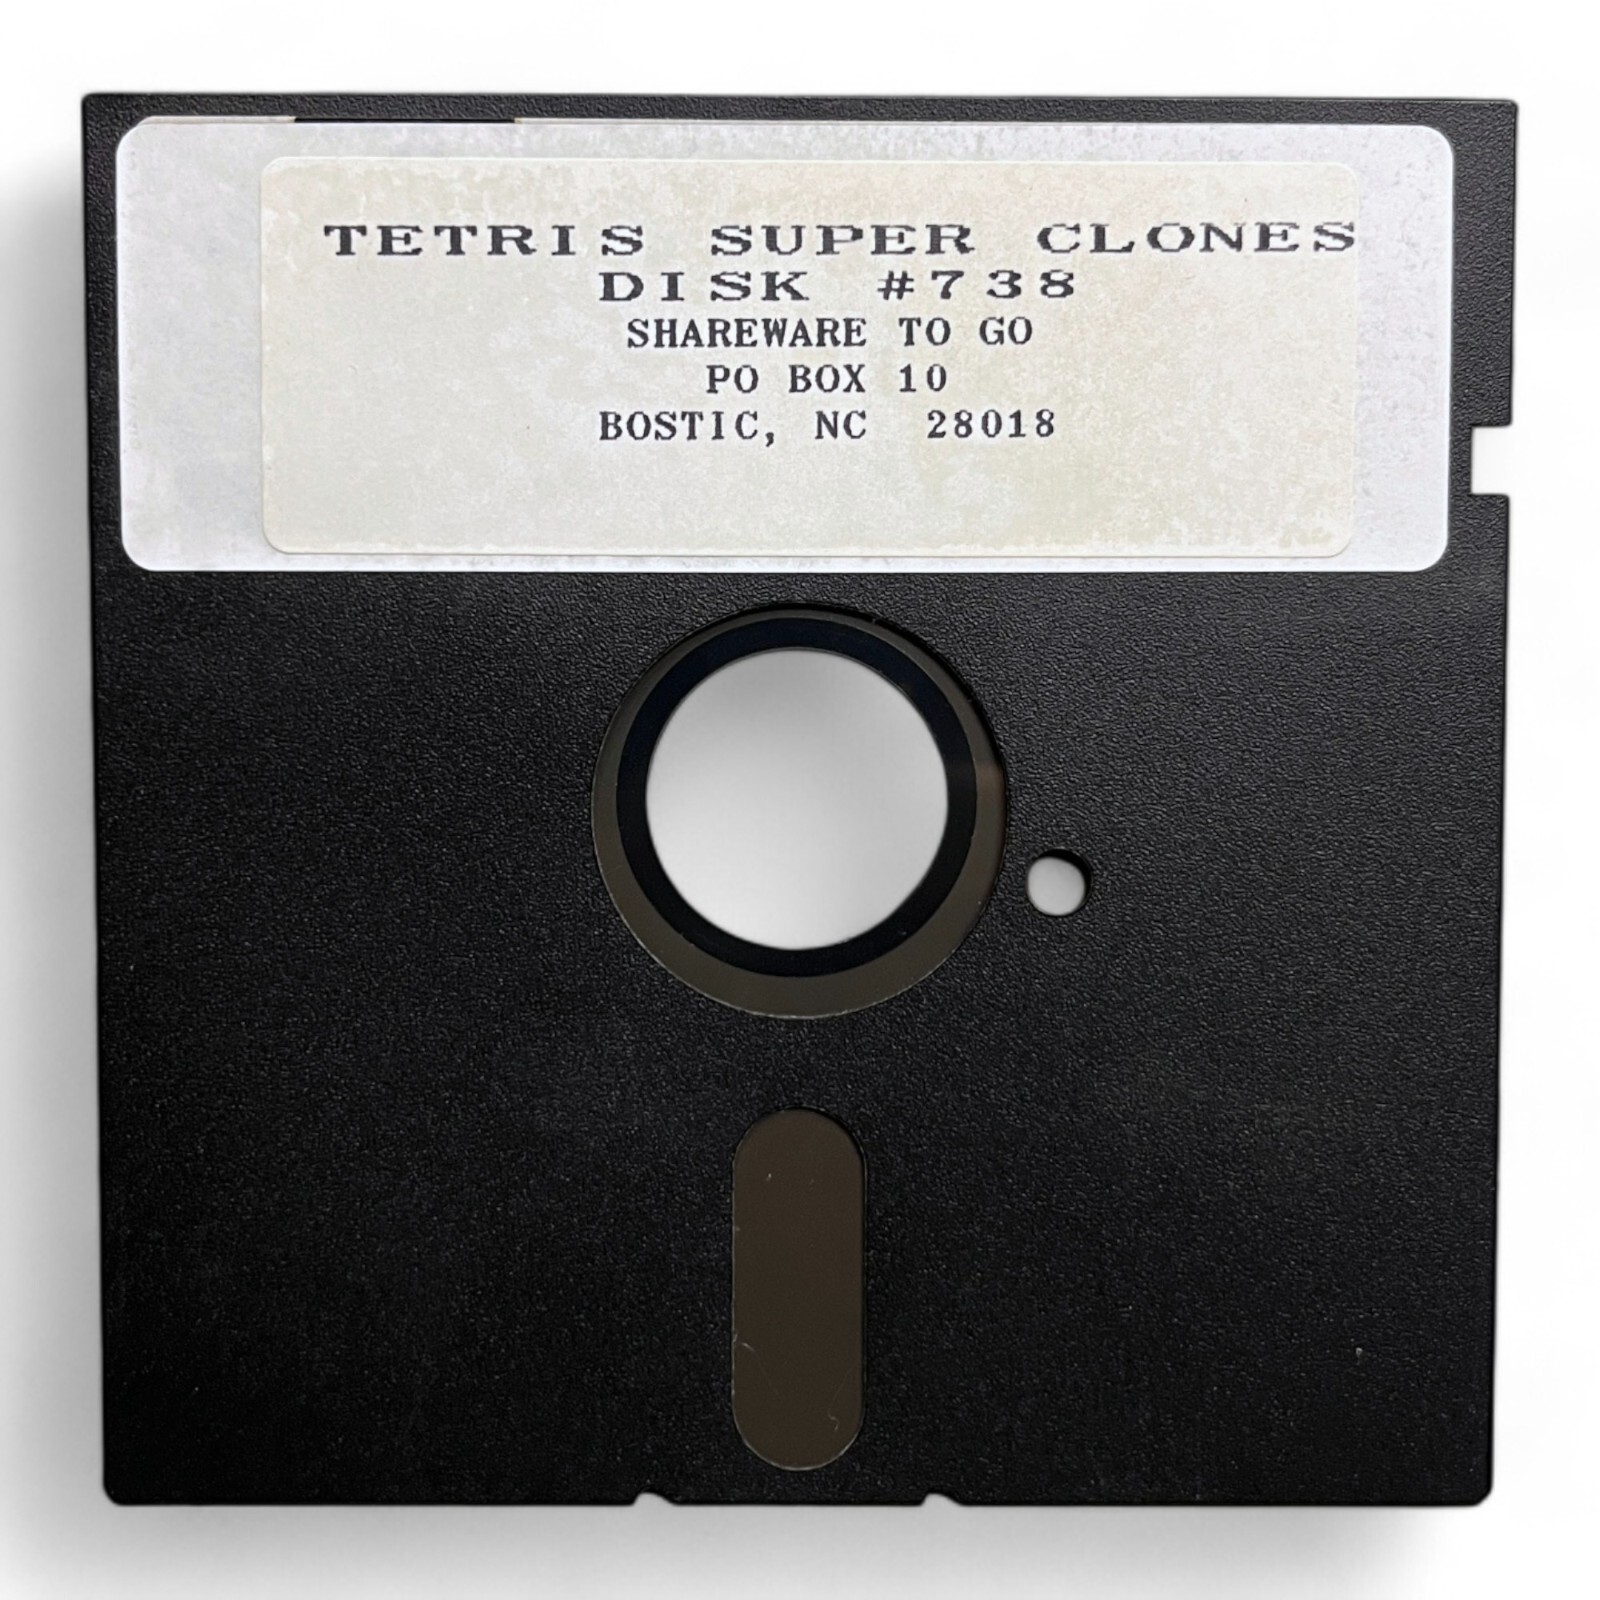 TETRIS SUPER CLONES
DISK #738
SHAREWARE TO GO
PO BOX 10
BOSTIC, NC 28018